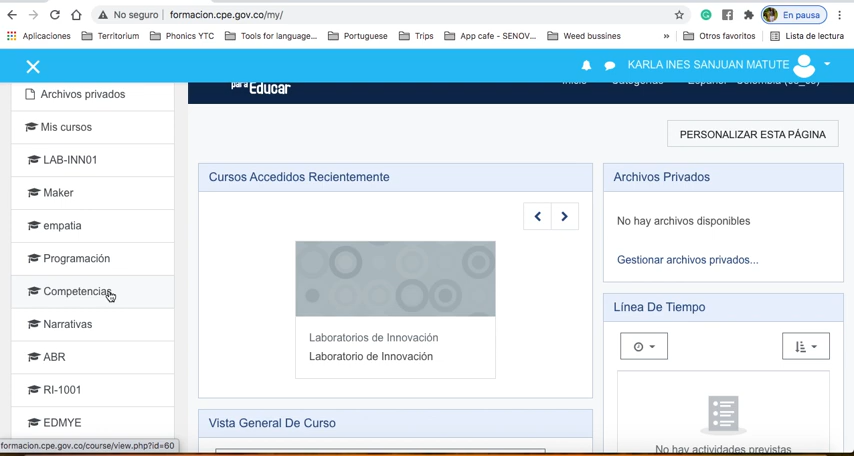 No seguro | formacion.cpe.gov.co/my/
En pausa
Aplicaciones Territorium Phonics YTC Tools for language... Portuguese Trips App cafe - SENOV... Weed bussines » Otros favoritos Lista de lectura
KARLA INES SANJUAN MATUTE
para Educar
Archivos privados
Mis cursos
LAB-INN01
Maker
empatia
Programación
Competencias
Narrativas
ABR
RI-1001
EDMYE
formacion.cpe.gov.co/course/view.php?id=60
PERSONALIZAR ESTA PÁGINA
Cursos Accedidos Recientemente
Laboratorios de Innovación
Laboratorio de Innovación
Vista General De Curso
Archivos Privados
No hay archivos disponibles
Gestionar archivos privados...
Línea De Tiempo
No hay actividades previstas